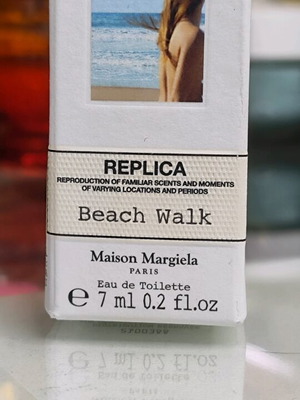 REPLICA
REPRODUCTION OF FAMILIAR SCENTS AND MOMENTS
OF VARYING LOCATIONS AND PERIODS
Beach Walk
Maison Margiela
PARIS
Eau de Toilette
℮ 7 ml 0.2 fl.oz